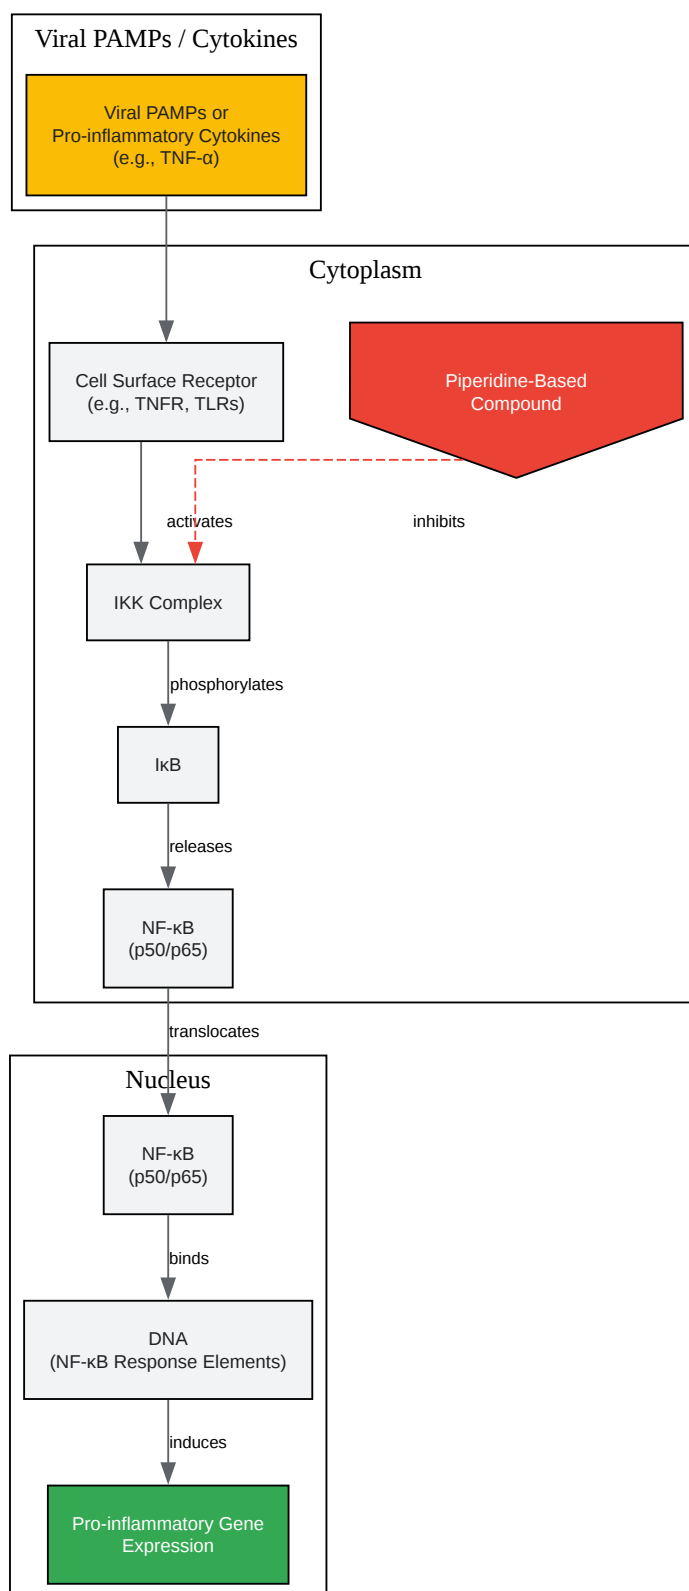 Viral PAMPs / Cytokines
Viral PAMPs or
Pro-inflammatory Cytokines
(e.g., TNF-α)
Cytoplasm
Cell Surface Receptor
(e.g., TNFR, TLRs)
Piperidine-Based
Compound
activates
inhibits
IKK Complex
phosphorylates
IκB
releases
NF-κB
(p50/p65)
translocates
Nucleus
NF-κB
(p50/p65)
binds
DNA
(NF-κB Response Elements)
induces
Pro-inflammatory Gene
Expression